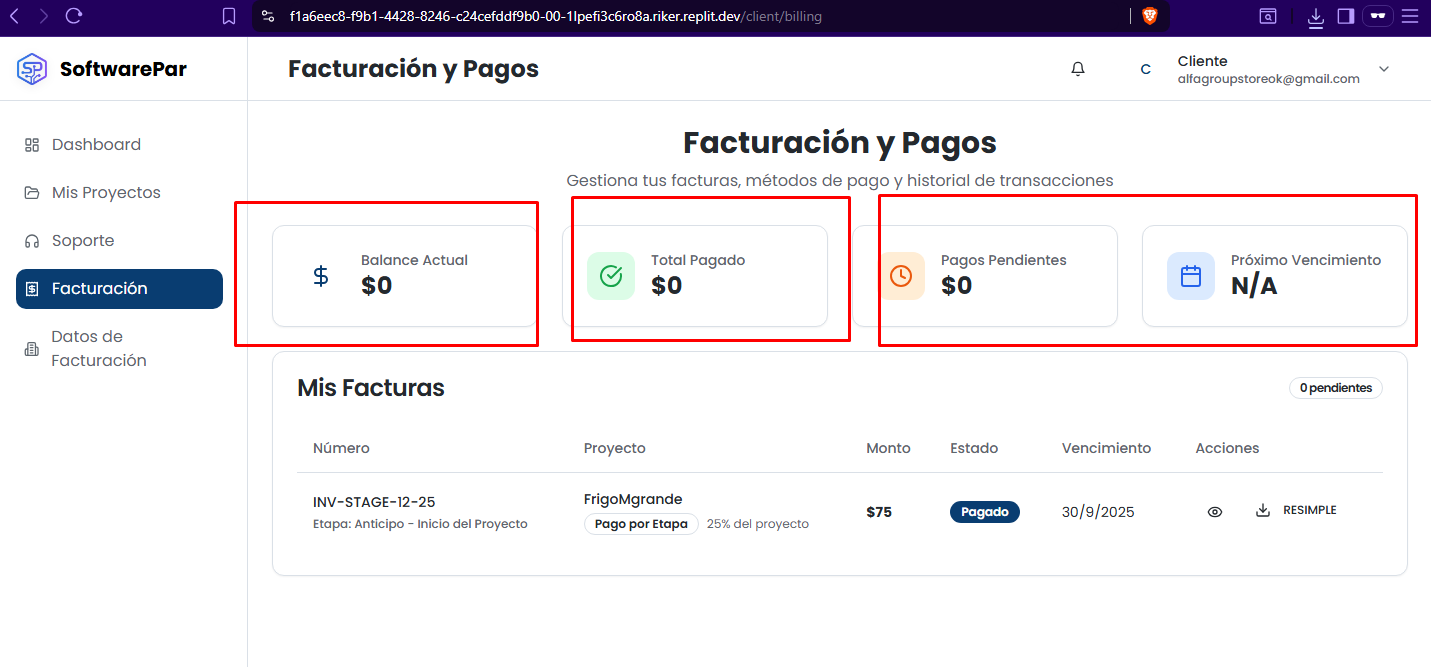 f1a6eec8-f9b1-4428-8246-c24cefddf9b0-00-1lpefi3c6ro8a.riker.replit.dev/client/billing
SoftwarePar
Facturación y Pagos
C
Cliente
alfagroupstoreok@gmail.com
Dashboard
Mis Proyectos
Soporte
Facturación
Datos de
Facturación
Facturación y Pagos
Gestiona tus facturas, métodos de pago y historial de transacciones
Balance Actual
$0
Total Pagado
$0
Pagos Pendientes
$0
Próximo Vencimiento
N/A
Mis Facturas
0 pendientes
Número Proyecto Monto Estado Vencimiento Acciones
INV-STAGE-12-25
Etapa: Anticipo - Inicio del Proyecto
FrigoMgrande
Pago por Etapa 25% del proyecto
$75
Pagado
30/9/2025
RESIMPLE